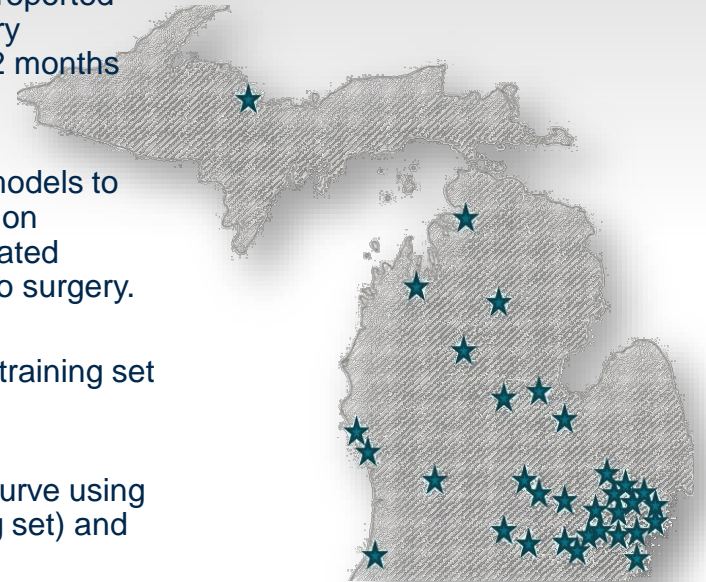 reported
ry
2 months
models to
on
ated
o surgery.
training set
urve using
g set) and